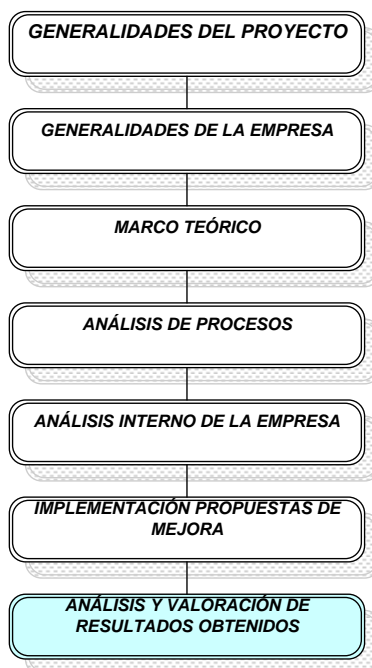 GENERALIDADES DEL PROYECTO
GENERALIDADES DE LA EMPRESA
MARCO TEÓRICO
ANÁLISIS DE PROCESOS
ANÁLISIS INTERNO DE LA EMPRESA
IMPLEMENTACIÓN PROPUESTAS DE
MEJORA
ANÁLISIS Y VALORACIÓN DE
RESULTADOS OBTENIDOS